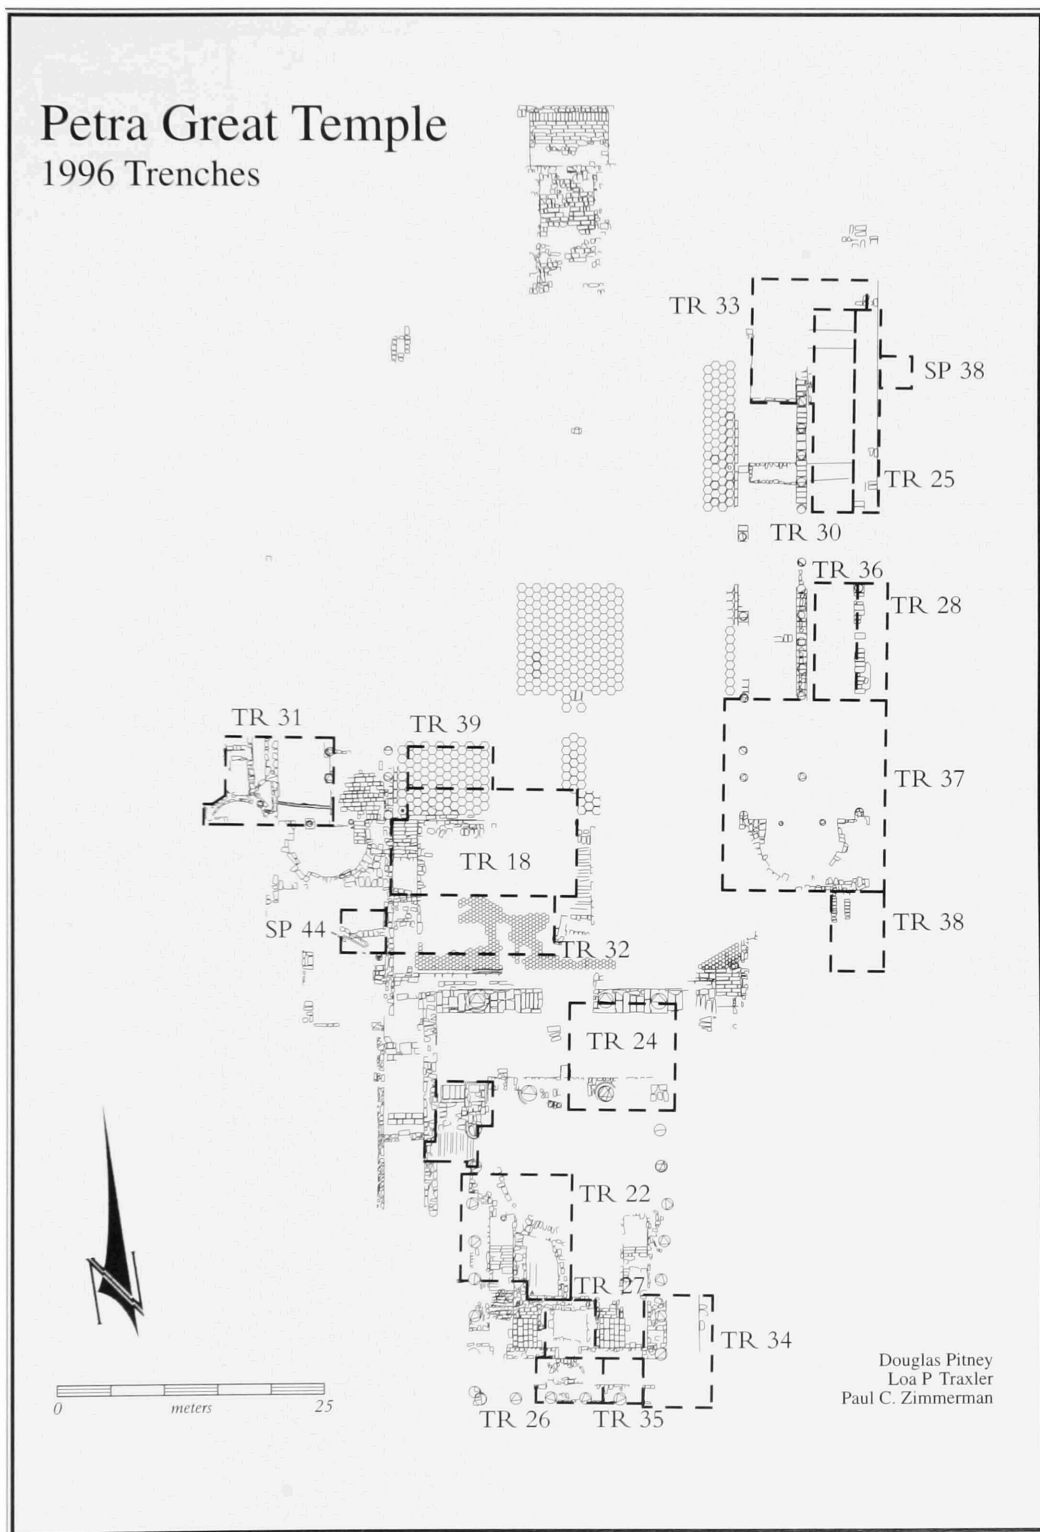 Petra Great Temple
1996 Trenches
TR 33
SP 38
TR 25
TR 30
TR 36
TR 28
TR 31
TR 39
TR 37
TR 18
SP 44
TR 38
TR 32
TR 24
TR 22
TR 27
TR 34
Douglas Pitney
Loa P Traxler
Paul C. Zimmerman
N
0 meters 25
TR 26
TR 35